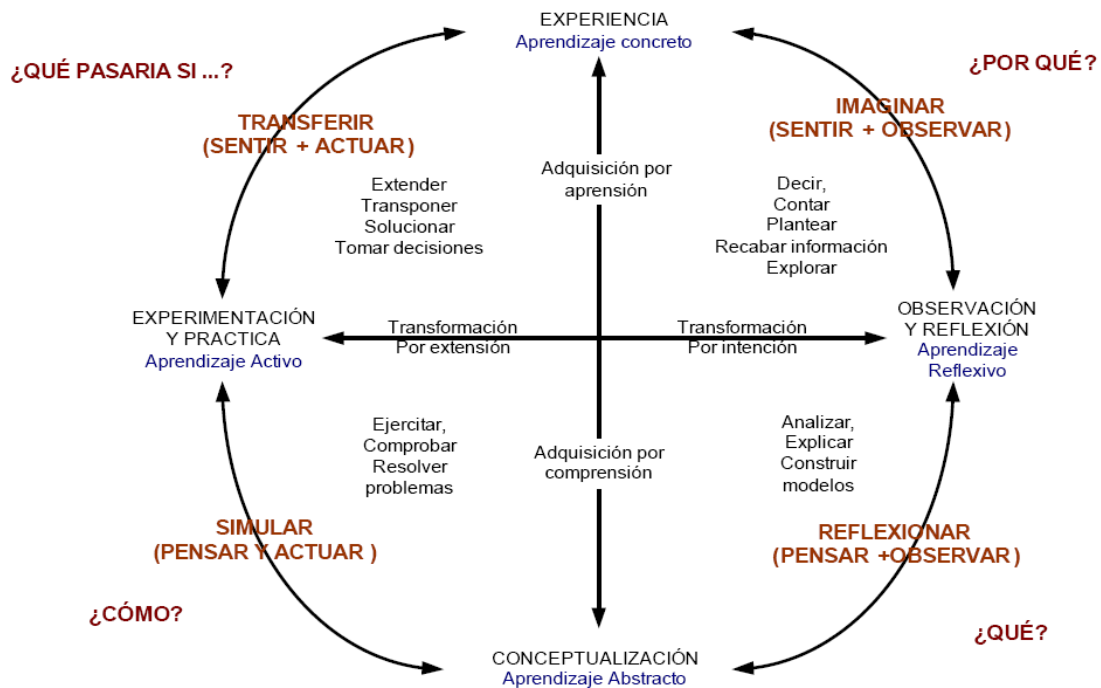 EXPERIENCIA
Aprendizaje concreto
¿QUÉ PASARIA SI ...?
¿POR QUÉ?
TRANSFERIR
(SENTIR + ACTUAR)
IMAGINAR
(SENTIR + OBSERVAR)
Adquisición por
aprensión
Extender
Transponer
Solucionar
Tomar decisiones
Decir,
Contar
Plantear
Recabar información
Explorar
EXPERIMENTACIÓN
Y PRACTICA
Aprendizaje Activo
Transformación
Por extensión
Transformación
Por intención
OBSERVACIÓN
Y REFLEXIÓN
Aprendizaje
Reflexivo
Ejercitar,
Comprobar
Resolver
problemas
Adquisición por
comprensión
Analizar,
Explicar
Construir
modelos
SIMULAR
(PENSAR Y ACTUAR )
REFLEXIONAR
(PENSAR +OBSERVAR)
¿CÓMO?
¿QUÉ?
CONCEPTUALIZACIÓN
Aprendizaje Abstracto